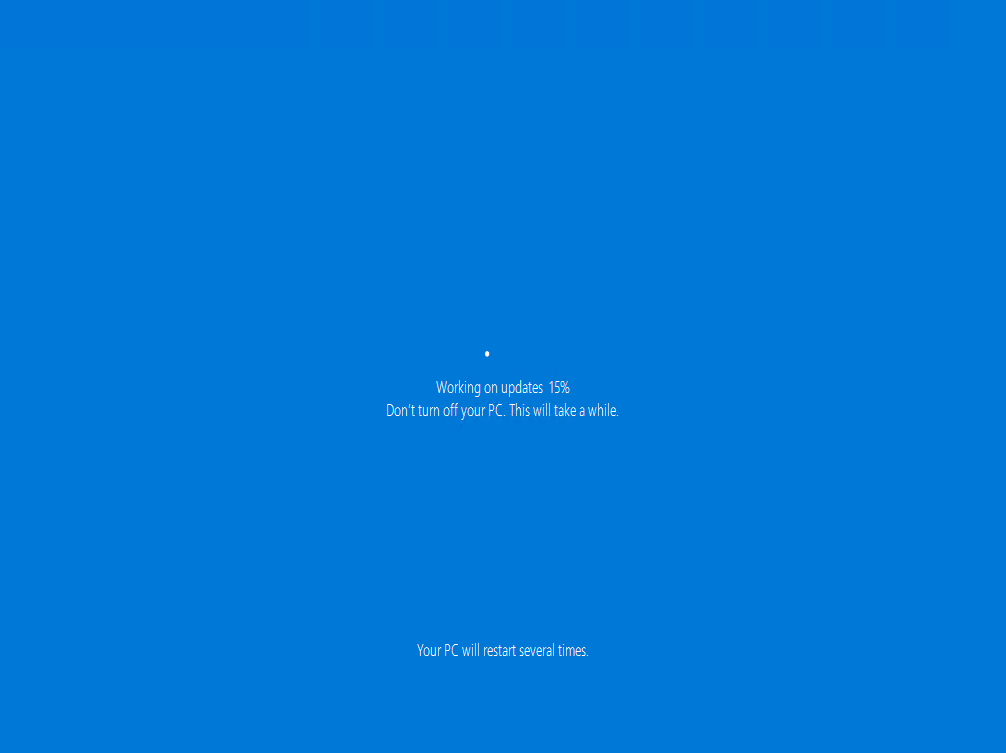 Working on updates 15%
Don't turn off your PC. This will take a while.
Your PC will restart several times.